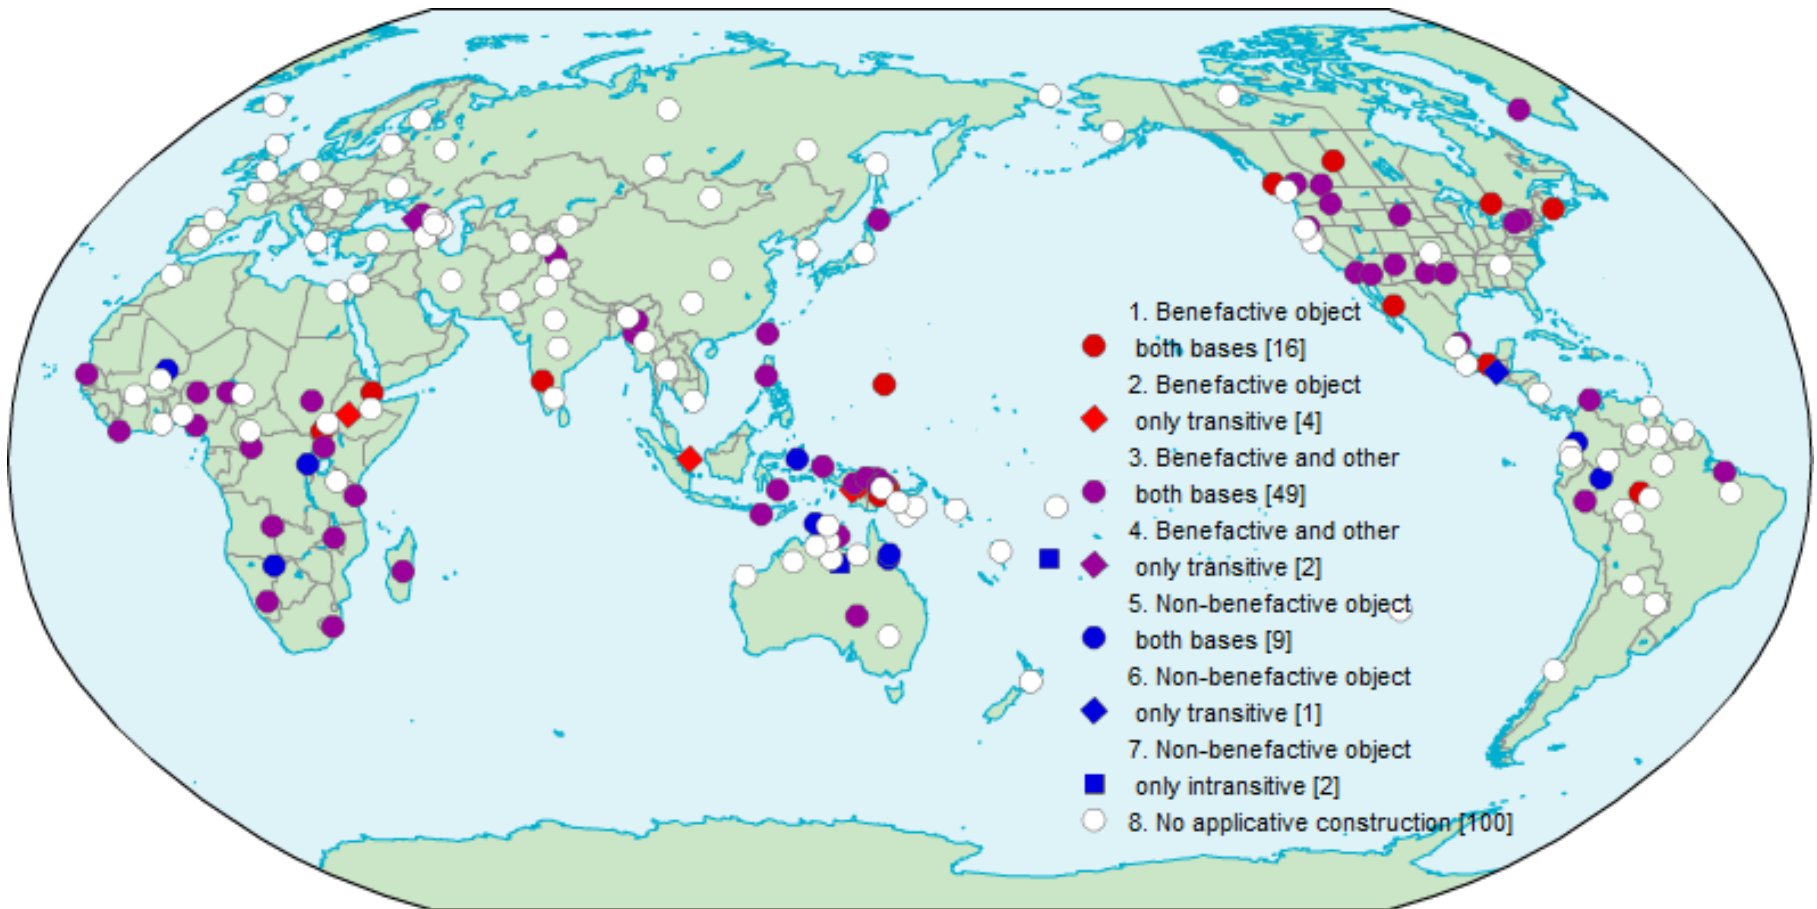 1. Benefactive object
both bases [16]
2. Benefactive object
only transitive [4]
3. Benefactive and other
both bases [49]
4. Benefactive and other
only transitive [2]
5. Non-benefactive object
both bases [9]
6. Non-benefactive object
only transitive [1]
7. Non-benefactive object
only intransitive [2]
8. No applicative construction [100]